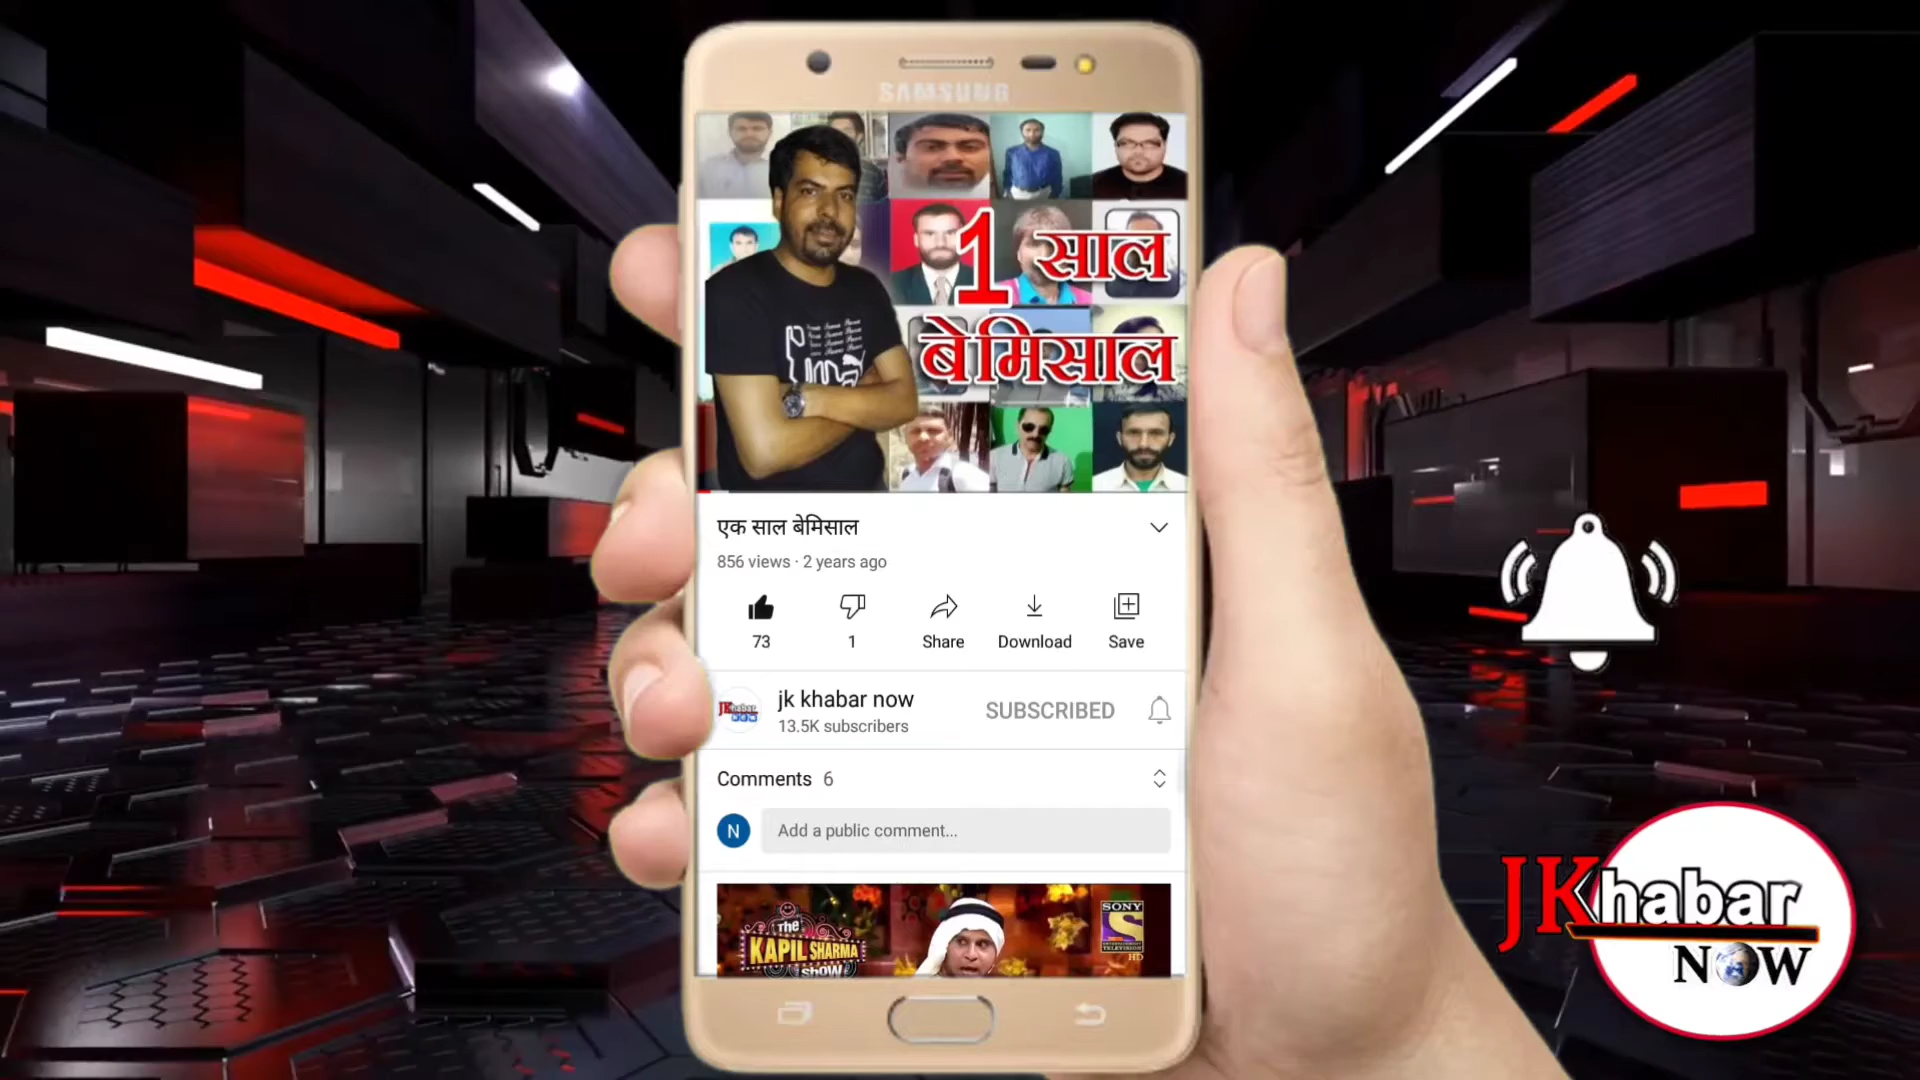 SAMSUNG
1 साल
बेमिसाल
एक साल बेमिसाल
856 views · 2 years ago
73
1
Share
Download
Save
jk khabar now
13.5K subscribers
SUBSCRIBED
Comments 6
N
Add a public comment...
The
KAPIL SHARMA
SHOW
SONY
S
HD
JKhabar
NOW